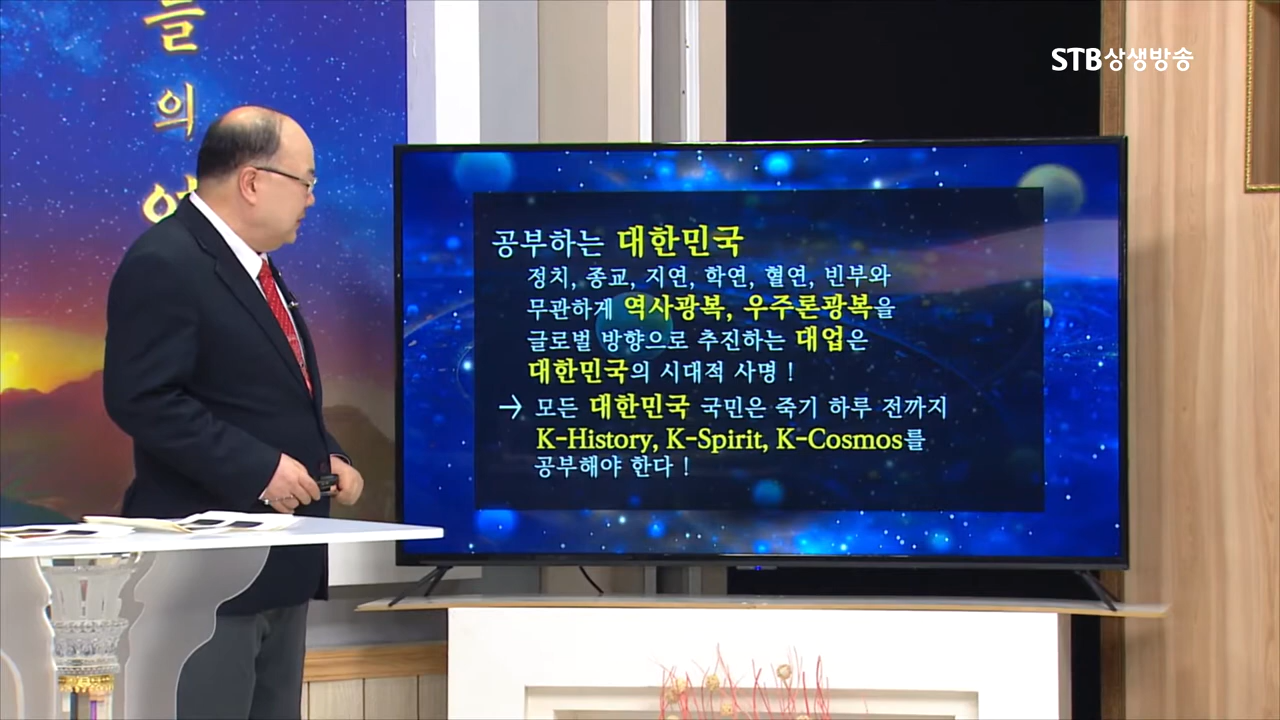 들의
STB상생방송
공부하는 대한민국
정치, 종교, 지연, 학연, 혈연, 빈부와
무관하게 역사광복, 우주론광복을
글로벌 방향으로 추진하는 대업은
대한민국의 시대적 사명 !
→ 모든 대한민국 국민은 죽기 하루 전까지
K-History, K-Spirit, K-Cosmos를
공부해야 한다 !